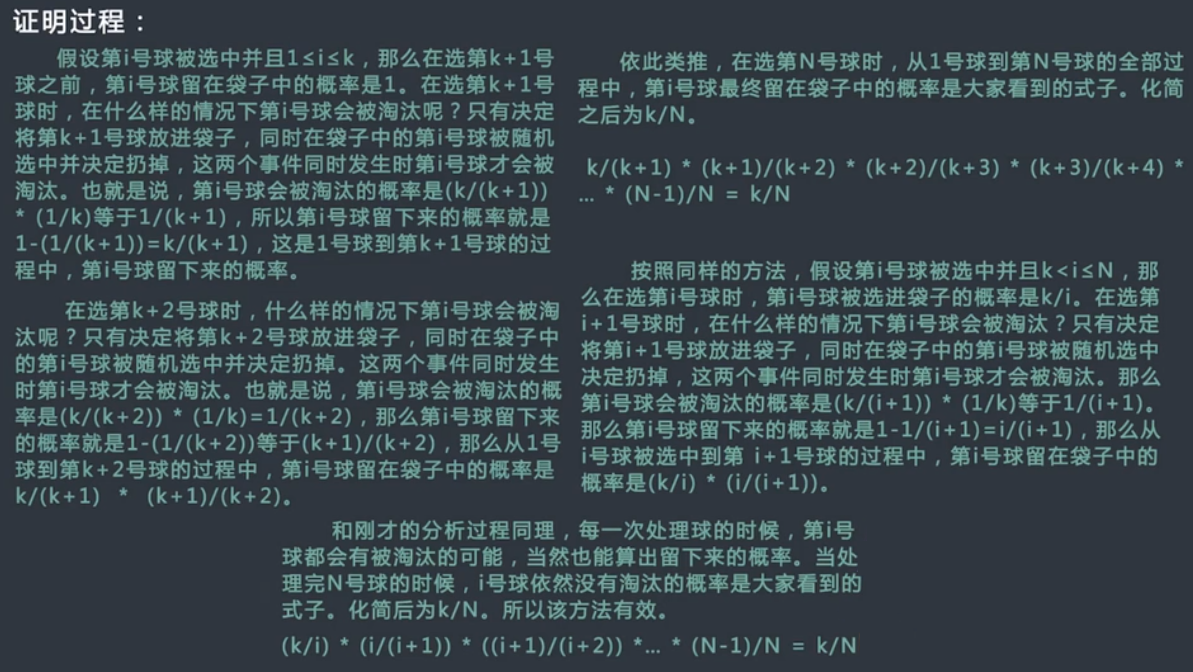 证明过程：
假设第i号球被选中并且1≤i≤k，那么在选第k+1号
球之前，第i号球留在袋子中的概率是1。在选第k+1号
球时，在什么样的情况下第i号球会被淘汰呢？只有决定
将第k+1号球放进袋子，同时在袋子中的第i号球被随机
选中并决定扔掉，这两个事件同时发生时第i号球才会被
淘汰。也就是说，第i号球会被淘汰的概率是(k/(k+1))
* (1/k)等于1/(k+1)，所以第i号球留下来的概率就是
1-(1/(k+1))=k/(k+1)，这是1号球到第k+1号球的过
程中，第i号球留下来的概率。
在选第k+2号球时，什么样的情况下第i号球会被淘
汰呢？只有决定将第k+2号球放进袋子，同时在袋子中
的第i号球被随机选中并决定扔掉。这两个事件同时发生
时第i号球才会被淘汰。也就是说，第i号球会被淘汰的概
率是(k/(k+2)) * (1/k)=1/(k+2)，那么第i号球留下来
的概率就是1-(1/(k+2))等于(k+1)/(k+2)，那么从1号
球到第k+2号球的过程中，第i号球留在袋子中的概率是
k/(k+1) * (k+1)/(k+2)。
依此类推，在选第N号球时，从1号球到第N号球的全部过
程中，第i号球最终留在袋子中的概率是大家看到的式子。化简
之后为k/N。
k/(k+1) * (k+1)/(k+2) * (k+2)/(k+3) * (k+3)/(k+4) *
… * (N-1)/N = k/N
按照同样的方法，假设第i号球被选中并且k<i≤N，那
么在选第i号球时，第i号球被选进袋子的概率是k/i。在选第
i+1号球时，在什么样的情况下第i号球会被淘汰？只有决定
将第i+1号球放进袋子，同时在袋子中的第i号球被随机选中
决定扔掉，这两个事件同时发生时第i号球才会被淘汰。那么
第i号球会被淘汰的概率是(k/(i+1)) * (1/k)等于1/(i+1)。
那么第i号球留下来的概率就是1-1/(i+1)=i/(i+1)，那么从
i号球被选中到第 i+1号球的过程中，第i号球留在袋子中的
概率是(k/i) * (i/(i+1))。
和刚才的分析过程同理，每一次处理球的时候，第i号
球都会有被淘汰的可能，当然也能算出留下来的概率。当处
理完N号球的时候，i号球依然没有淘汰的概率是大家看到的
式子。化简后为k/N。所以该方法有效。
(k/i) * (i/(i+1)) * ((i+1)/(i+2)) *… * (N-1)/N = k/N